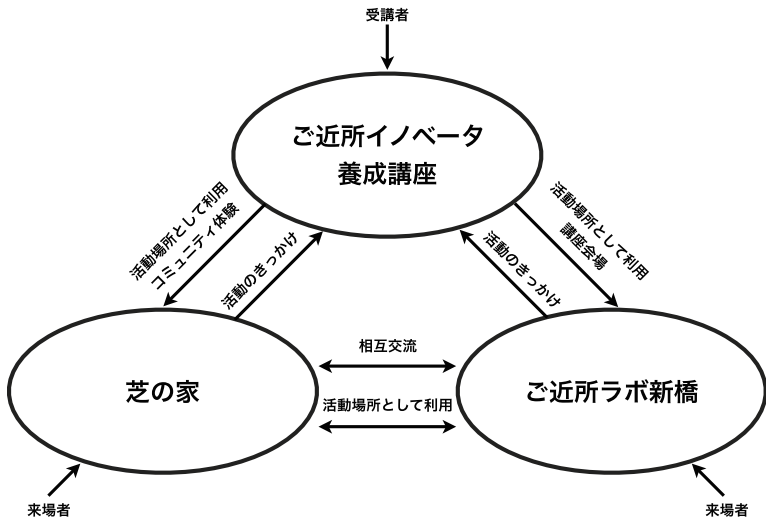 受講者
ご近所イノベータ
養成講座
活動場所として利用
コミュニティ体験
活動のきっかけ
活動のきっかけ
活動場所として利用
講座会場
芝の家
相互交流
活動場所として利用
ご近所ラボ新橋
来場者
来場者